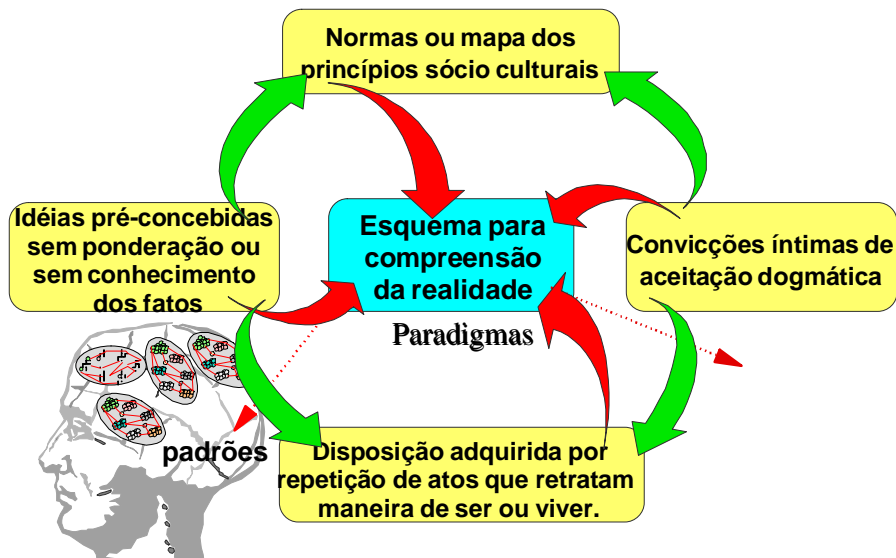 Normas ou mapa dos
princípios sócio culturais
Idéias pré-concebidas
sem ponderação ou
sem conhecimento
dos fatos
Esquema para
compreensão
da realidade
Paradigmas
Convicções íntimas de
aceitação dogmática
padrões
Disposição adquirida por
repetição de atos que retratam
maneira de ser ou viver.